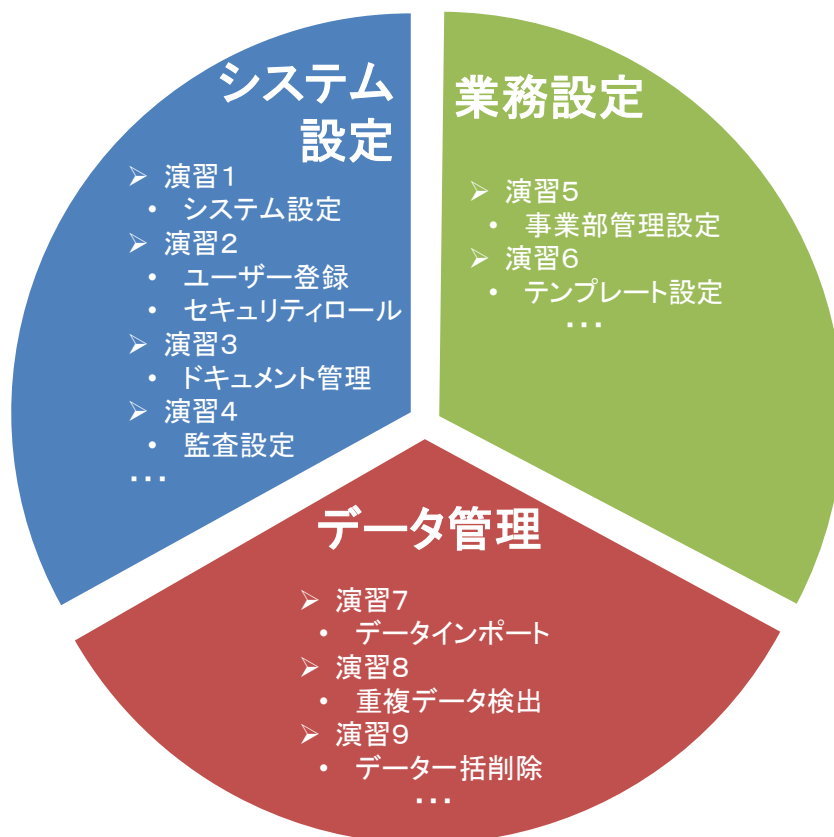 システム
設定
➢ 演習1
• システム設定
➢ 演習2
• ユーザー登録
• セキュリティロール
➢ 演習3
• ドキュメント管理
➢ 演習4
• 監査設定
…
業務設定
➢ 演習5
• 事業部管理設定
➢ 演習6
• テンプレート設定
…
データ管理
➢ 演習7
• データインポート
➢ 演習8
• 重複データ検出
➢ 演習9
• データ一括削除
…